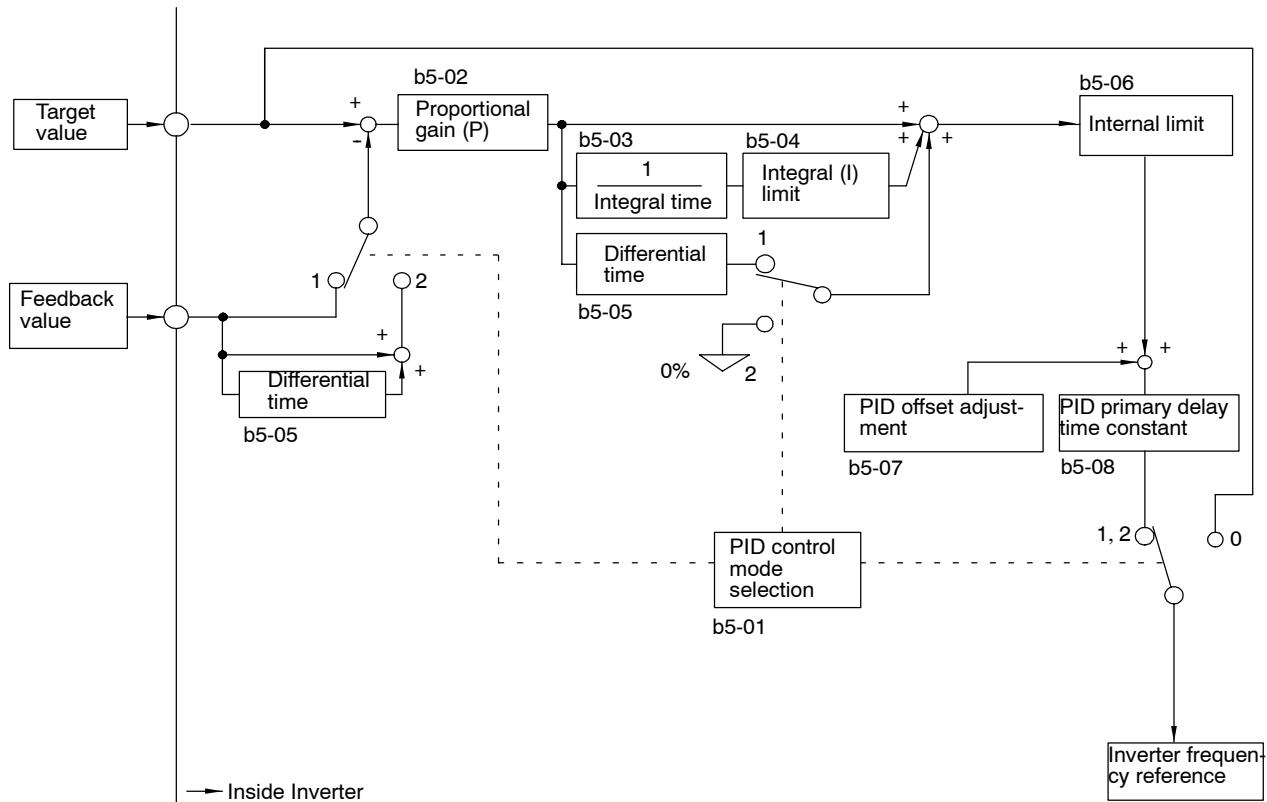 b5-02
b5-06
Target
value
+
-
Proportional
gain (P)
+
+
+
Internal limit
b5-03
b5-04
1
Integral time
Integral (I)
limit
1
Differential
time
b5-05
1
2
Feedback
value
+
+
Differential
time
b5-05
0%
2
+
+
PID offset adjust-
ment
b5-07
PID primary delay
time constant
b5-08
1, 2
0
PID control
mode
selection
b5-01
Inverter frequen-
cy reference
Inside Inverter